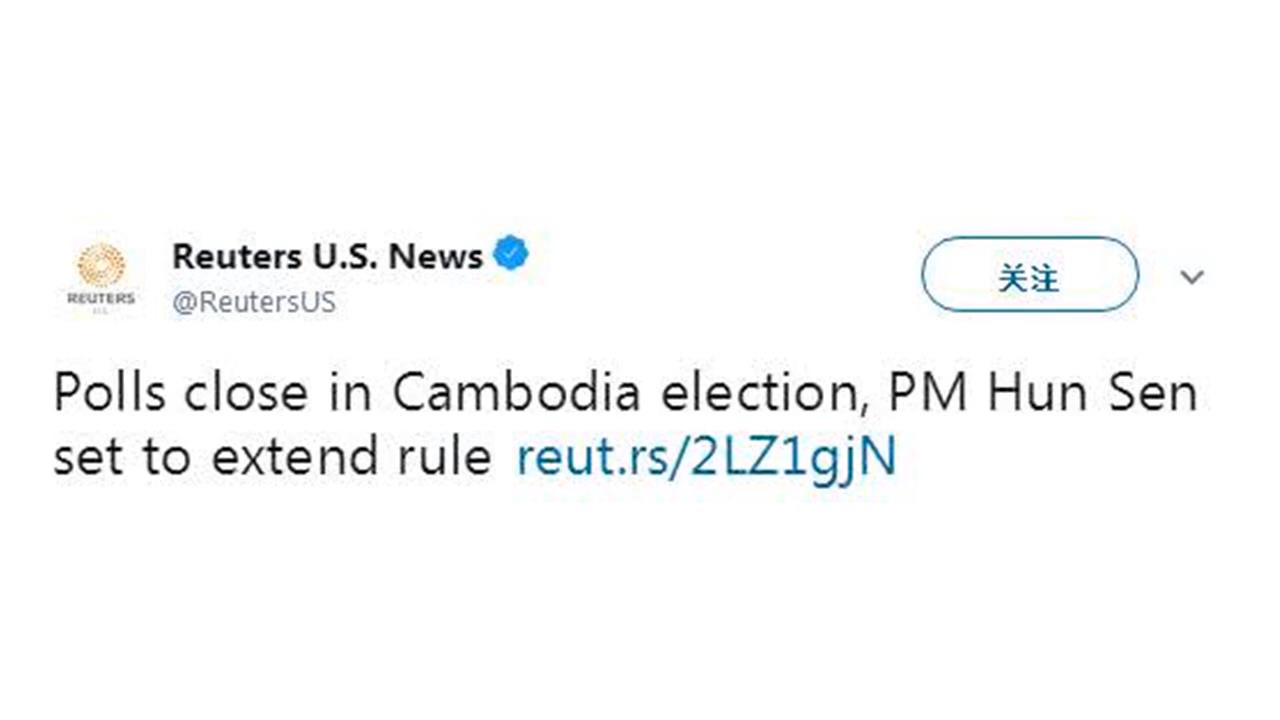 Reuters U.S. News
REUTERS
@ReutersUS
关注
Polls close in Cambodia election, PM Hun Sen
set to extend rule reut.rs/2LZ1gjN